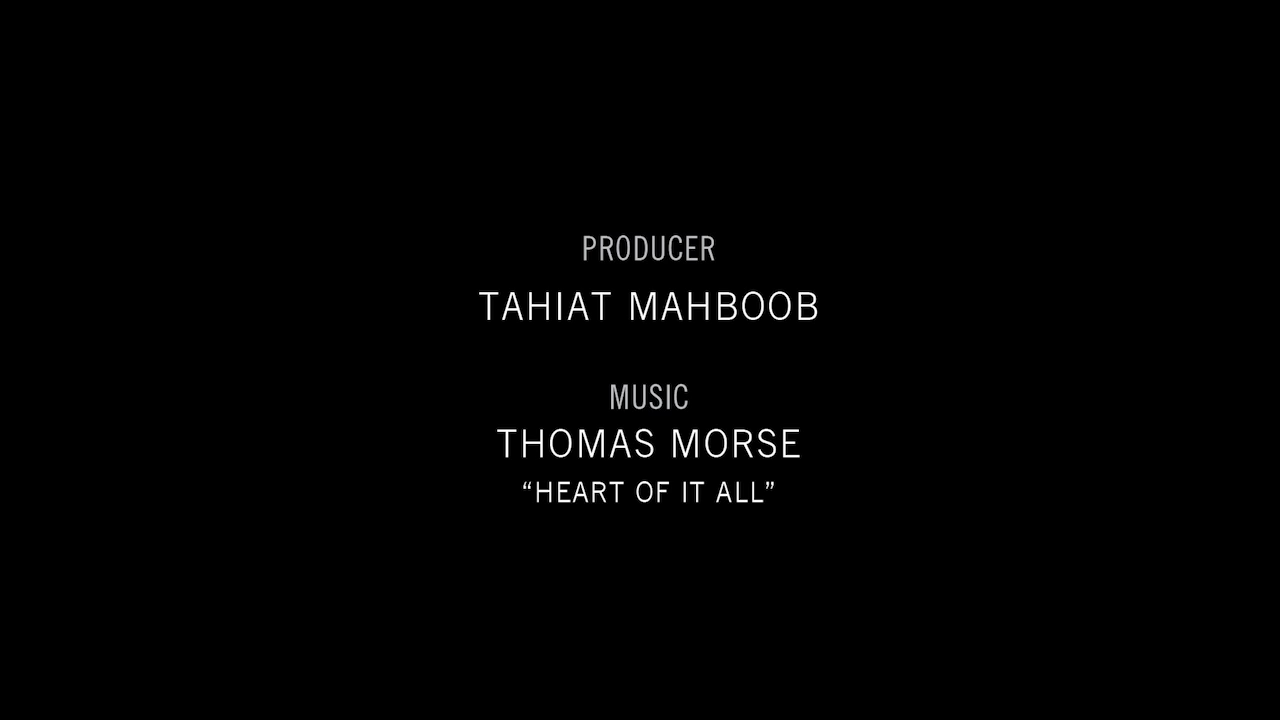 PRODUCER
TAHIAT MAHBOOB
MUSIC
THOMAS MORSE
“HEART OF IT ALL”